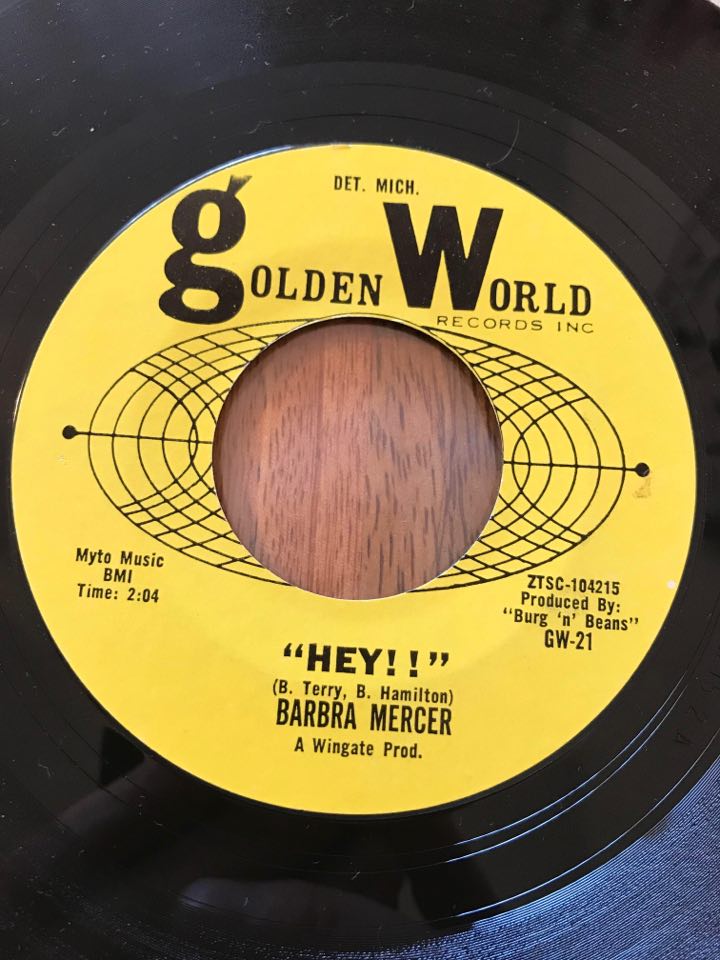 DET. MICH.
gOLDEN WORLD
RECORDS INC
Myto Music
BMI
Time: 2:04
ZTSC-104215
Produced By:
"Burg 'n' Beans"
GW-21
"HEY!!"
(B. Terry, B. Hamilton)
BARBRA MERCER
A Wingate Prod.